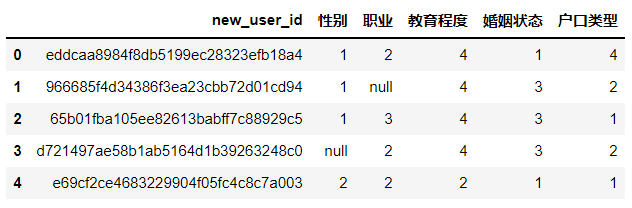 new_user_id 性别 职业 教育程度 婚姻状态 户口类型
0 eddcaa8984f8db5199ec28323efb18a4 1 2 4 1 4
1 966685f4d34386f3ea23cbb72d01cd94 1 null 4 3 2
2 65b01fba105ee82613babff7c88929c5 1 3 4 3 1
3 d721497ae58b1ab5164d1b39263248c0 null 2 4 3 2
4 e69cf2ce4683229904f05fc4c8c7a003 2 2 2 1 1